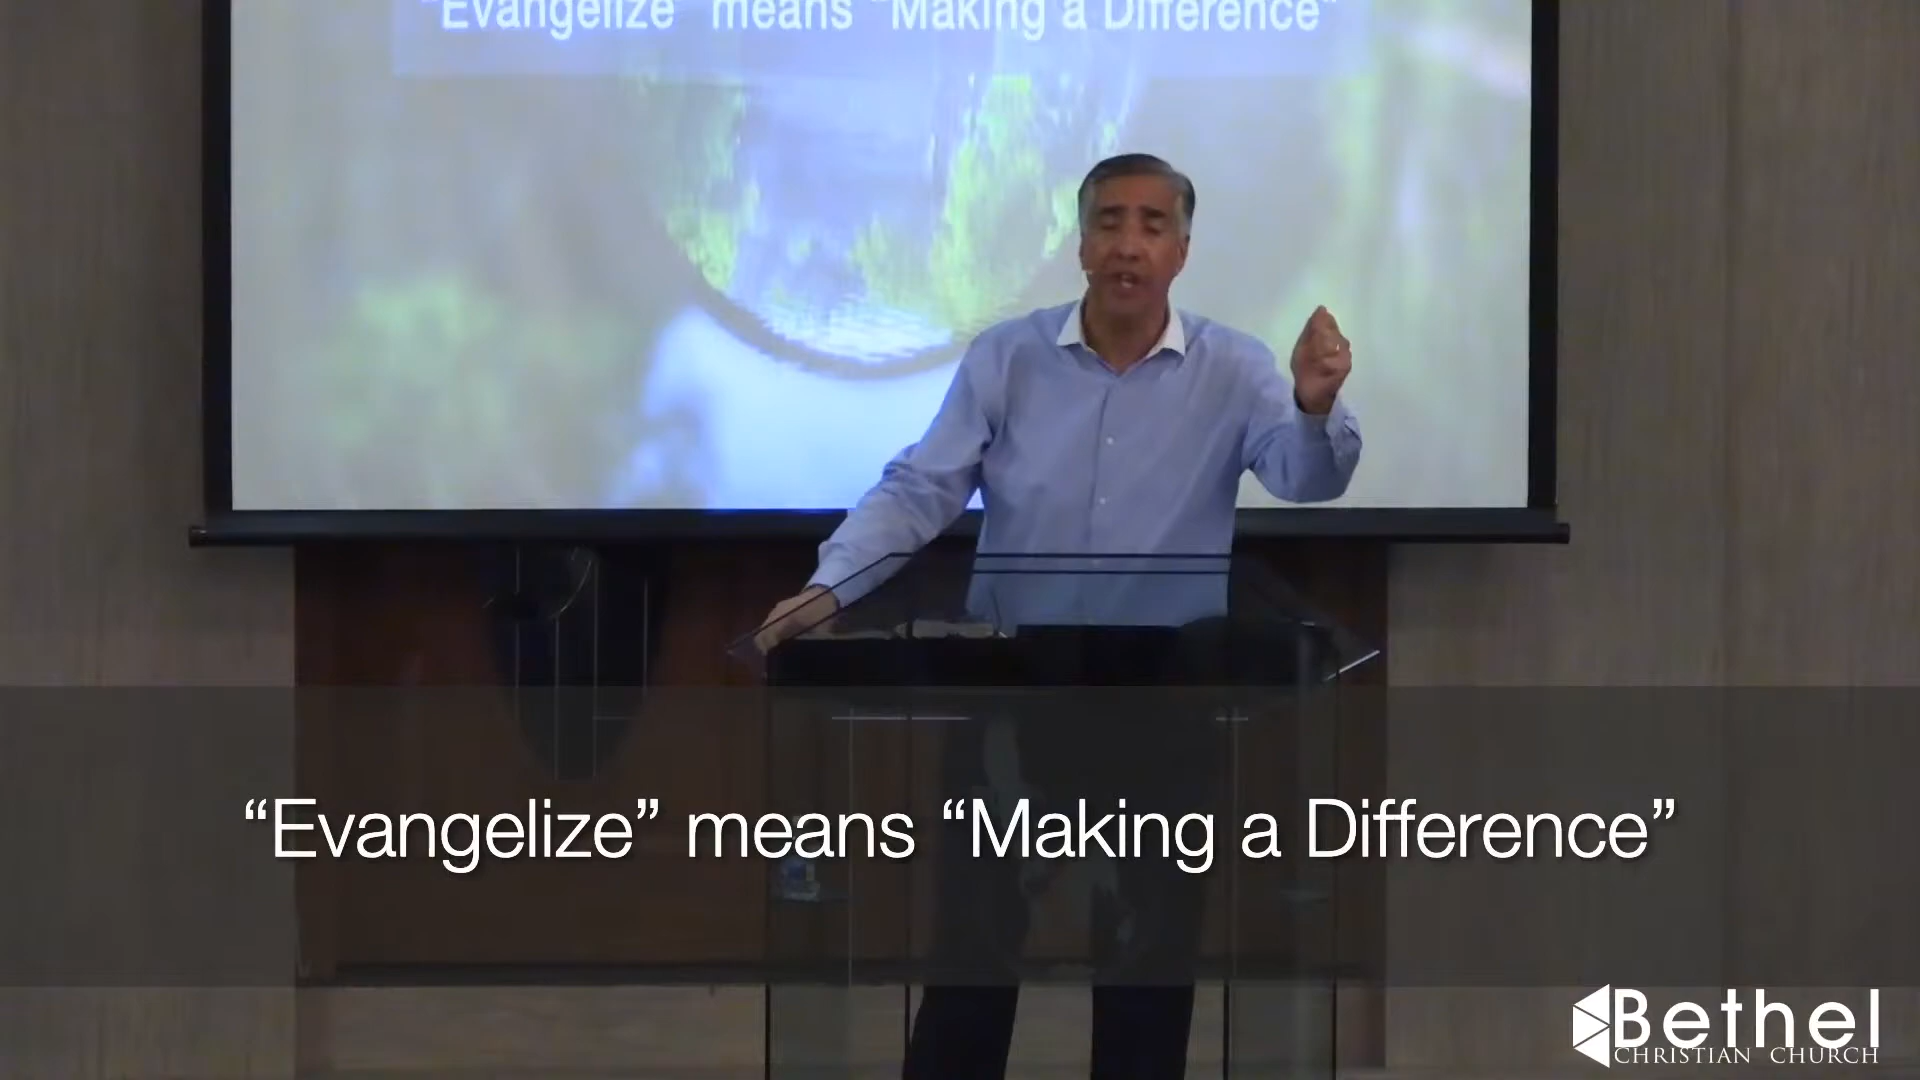 “Evangelize” means “Making a Difference”
“Evangelize” means “Making a Difference”
Bethel
CHRISTIAN CHURCH